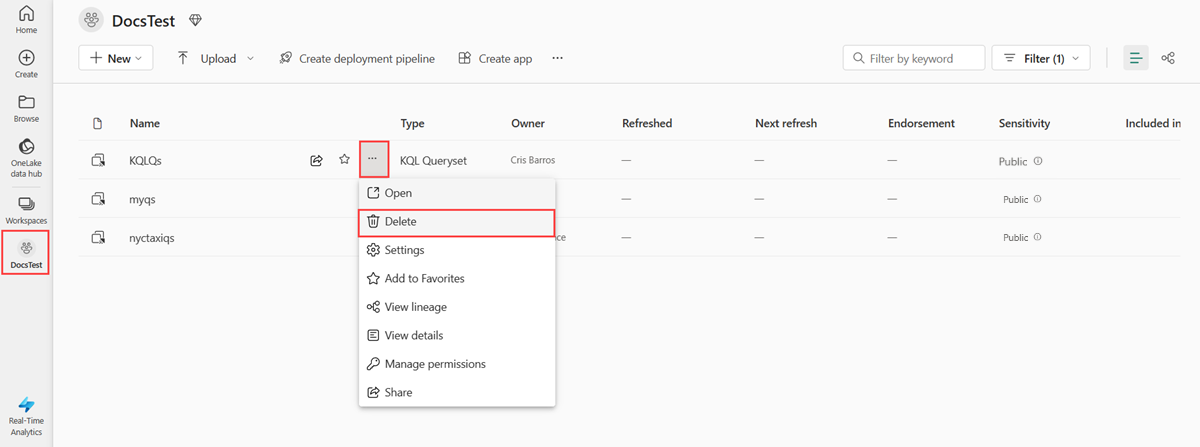 Home
Create
Browse
OneLake
data hub
Workspaces
DocsTest
Real-Time
Analytics
DocsTest
New Upload Create deployment pipeline Create app ... Filter by keyword Filter (1)
Name Type Owner Refreshed Next refresh Endorsement Sensitivity Included in
KQLQs ... KQL Queryset Cris Barros — — — Public
myqs — — — Public
nyctaxiqs ce — — — Public
Open
Delete
Settings
Add to Favorites
View lineage
View details
Manage permissions
Share